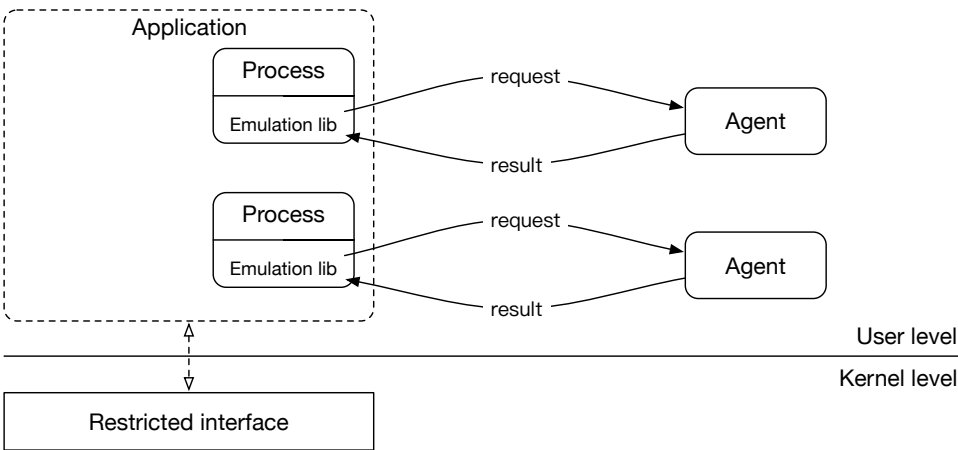 Application
Process
Emulation lib
request
Agent
result
Process
Emulation lib
request
Agent
result
User level
Kernel level
Restricted interface